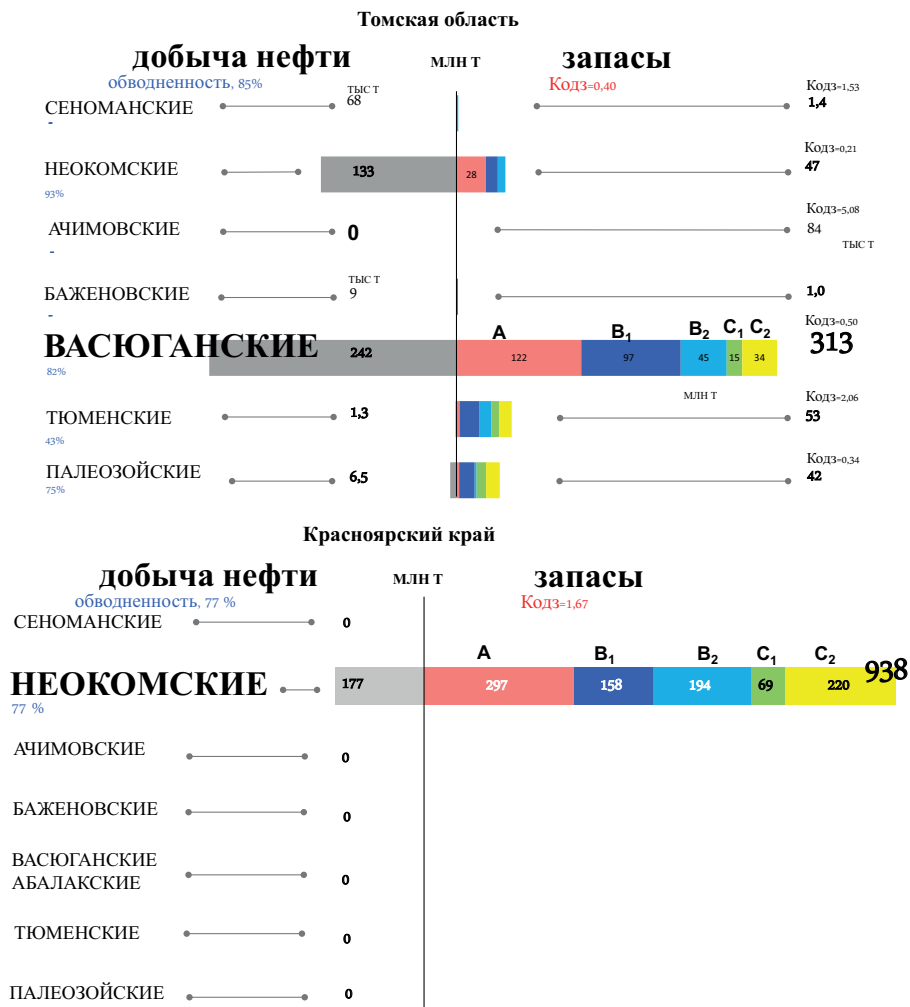 Томская область
добыча нефти МЛН Т запасы
обводненность, 85% Кодз=0,40
ТЫС Т Кодз=1,53
СЕНОМАНСКИЕ 68 1,4
-
Кодз=0,21
НЕОКОМСКИЕ 133 28 47
93%
Кодз=5,08
АЧИМОВСКИЕ 0 84
- ТЫС Т
ТЫС Т
БАЖЕНОВСКИЕ 9 1,0
-
A B1 B2 C1 C2 Кодз=0,50
ВАСЮГАНСКИЕ 242 122 97 45 15 34 313
82%
МЛН Т Кодз=2,06
ТЮМЕНСКИЕ 1,3 53
43%
Кодз=0,34
ПАЛЕОЗОЙСКИЕ 6,5 42
75%
Красноярский край
добыча нефти МЛН Т запасы
обводненность, 77 % Кодз=1,67
СЕНОМАНСКИЕ 0
A B1 B2 C1 C2
НЕОКОМСКИЕ 177 297 158 194 69 220 938
77 %
АЧИМОВСКИЕ 0
БАЖЕНОВСКИЕ 0
ВАСЮГАНСКИЕ
АБАЛАКСКИЕ 0
ТЮМЕНСКИЕ 0
ПАЛЕОЗОЙСКИЕ 0